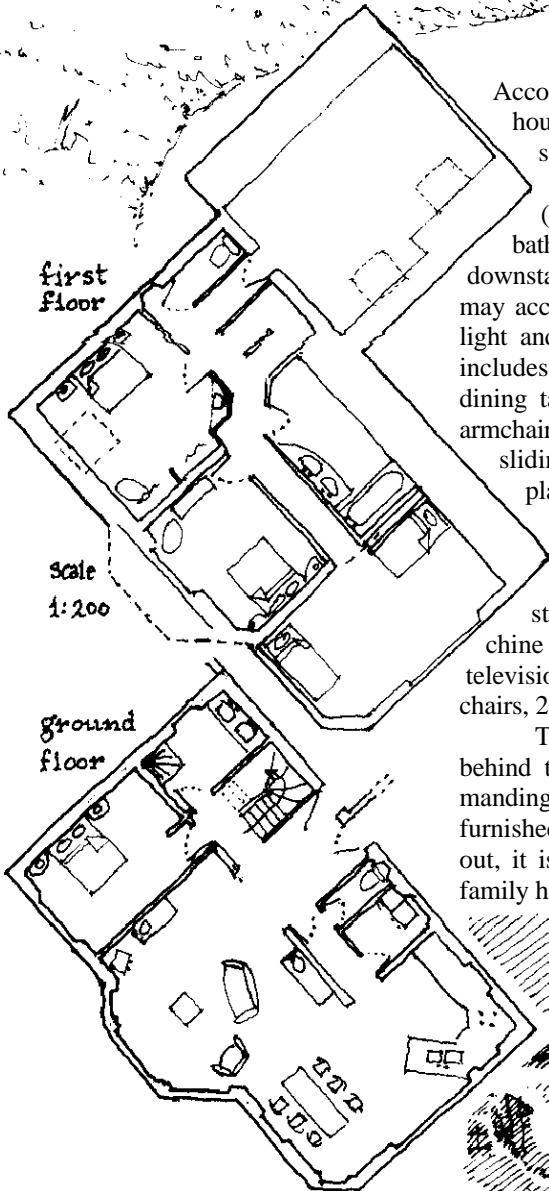 Acco
hou
s
(
bath
downsta
may acc
light and
includes
dining ta
armchair
slidin
pla
st
chine
televisio
chairs, 2
T
behind t
manding
furnished
out, it is
family h
first
floor
scale
1:200
ground
floor